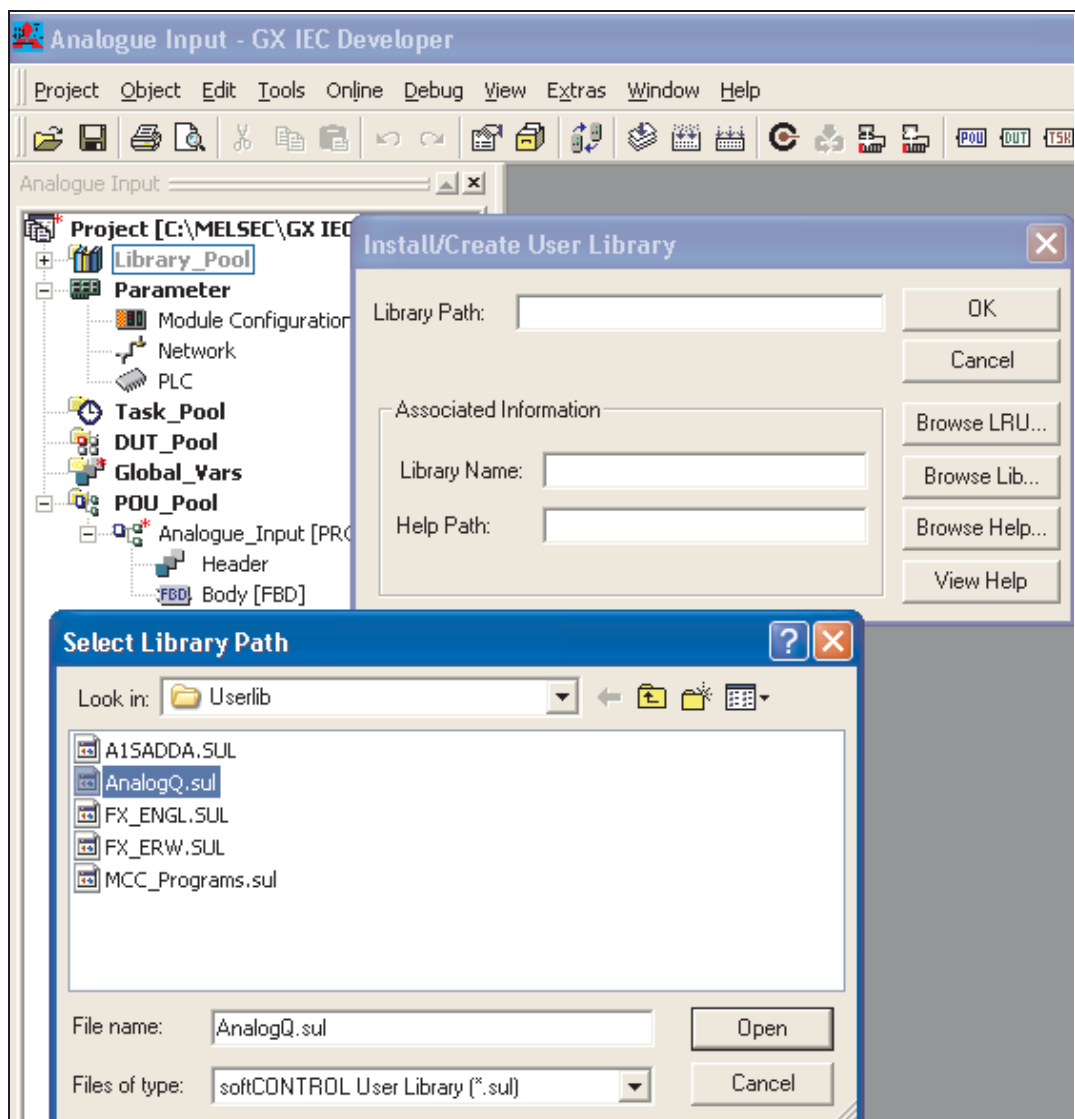 Analogue Input - GX IEC Developer
Project Object Edit Tools Online Debug View Extras Window Help
POU DUT TSK
Analogue Input
Project [C:\MELSEC\GX IEC
Library_Pool
Parameter
Module Configuration
Network
PLC
Task_Pool
DUT_Pool
Global_Vars
POU_Pool
Analogue_Input [PRO
Header
FBD Body [FBD]
Install/Create User Library
Library Path:
OK
Cancel
Associated Information
Library Name:
Help Path:
Browse LRU...
Browse Lib...
Browse Help...
View Help
Select Library Path
Look in: Userlib
A1SADDA.SUL
AnalogQ.sul
FX_ENGL.SUL
FX_ERW.SUL
MCC_Programs.sul
File name: AnalogQ.sul
Open
Files of type: softCONTROL User Library (*.sul)
Cancel